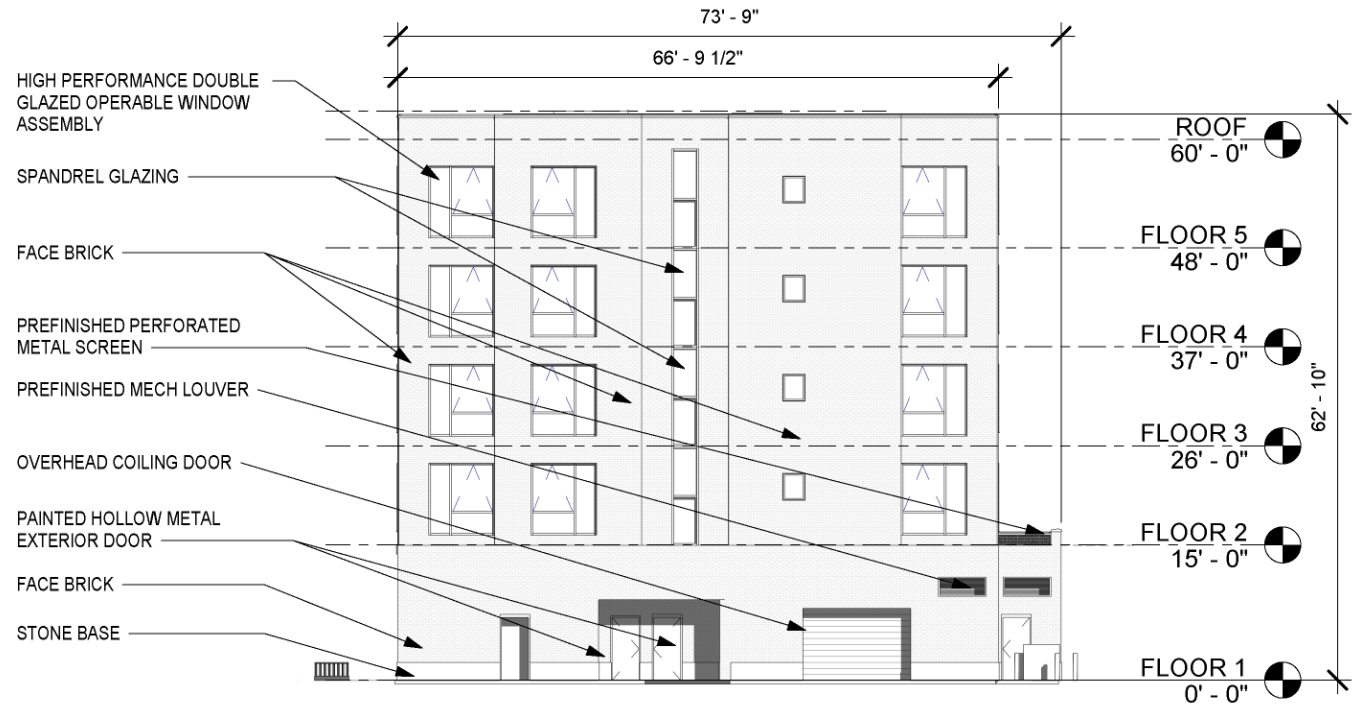 73' - 9"
66' - 9 1/2"
HIGH PERFORMANCE DOUBLE
GLAZED OPERABLE WINDOW
ASSEMBLY
SPANDREL GLAZING
FACE BRICK
PREFINISHED PERFORATED
METAL SCREEN
PREFINISHED MECH LOUVER
OVERHEAD COILING DOOR
PAINTED HOLLOW METAL
EXTERIOR DOOR
FACE BRICK
STONE BASE
ROOF
60' - 0"
FLOOR 5
48' - 0"
FLOOR 4
37' - 0"
FLOOR 3
26' - 0"
FLOOR 2
15' - 0"
FLOOR 1
0' - 0"
62' - 10"